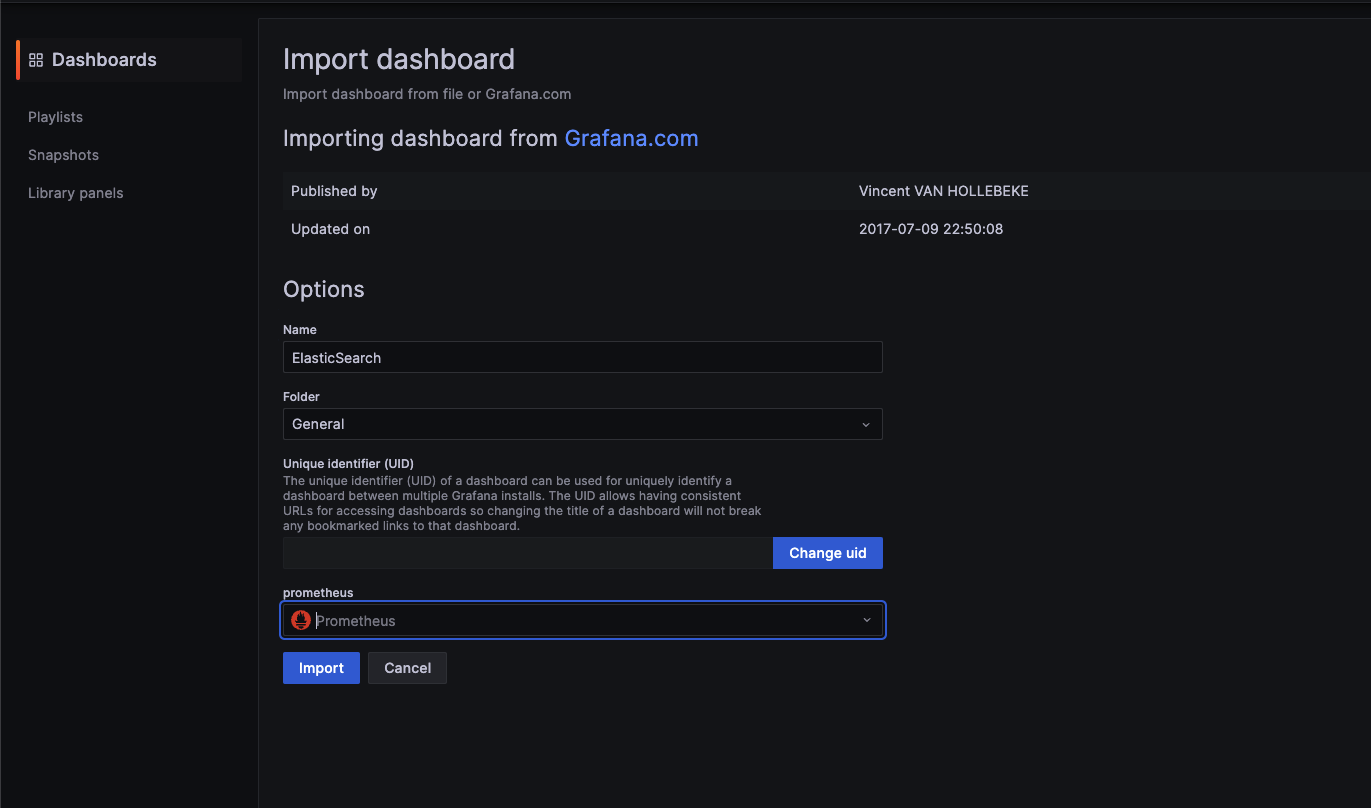 Dashboards
Playlists
Snapshots
Library panels
Import dashboard
Import dashboard from file or Grafana.com
Importing dashboard from Grafana.com
Published by Vincent VAN HOLLEBEKE
Updated on 2017-07-09 22:50:08
Options
Name
ElasticSearch
Folder
General
Unique identifier (UID)
The unique identifier (UID) of a dashboard can be used for uniquely identify a
dashboard between multiple Grafana installs. The UID allows having consistent
URLs for accessing dashboards so changing the title of a dashboard will not break
any bookmarked links to that dashboard.
Change uid
prometheus
Prometheus
Import Cancel